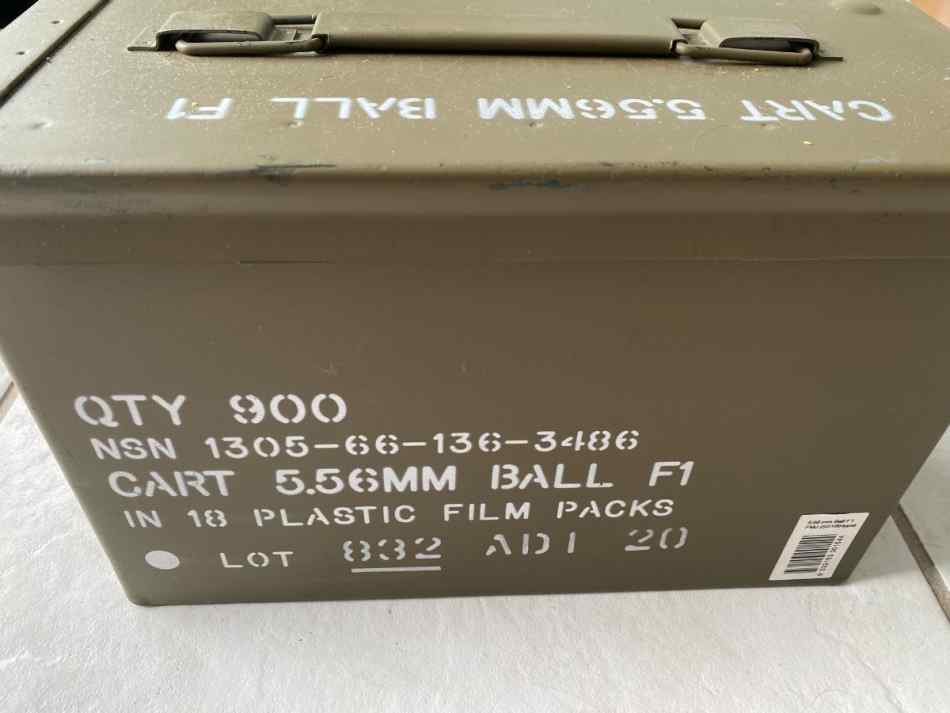 CART 5.56MM BALL F1
QTY 900
NSN 1305-66-136-3486
CART 5.56MM BALL F1
IN 18 PLASTIC FILM PACKS
LOT 832 ADI 20